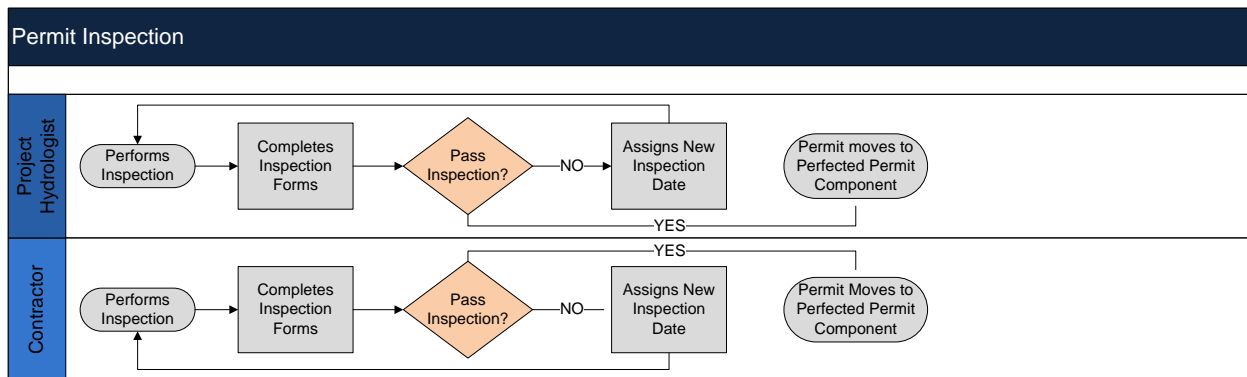 Permit Inspection
Project
Hydrologist
Performs
Inspection
Completes
Inspection
Forms
Pass
Inspection?
NO
Assigns New
Inspection
Date
Permit moves to
Perfected Permit
Component
YES
Contractor
Performs
Inspection
Completes
Inspection
Forms
Pass
Inspection?
NO
Assigns New
Inspection
Date
YES
Permit Moves to
Perfected Permit
Component